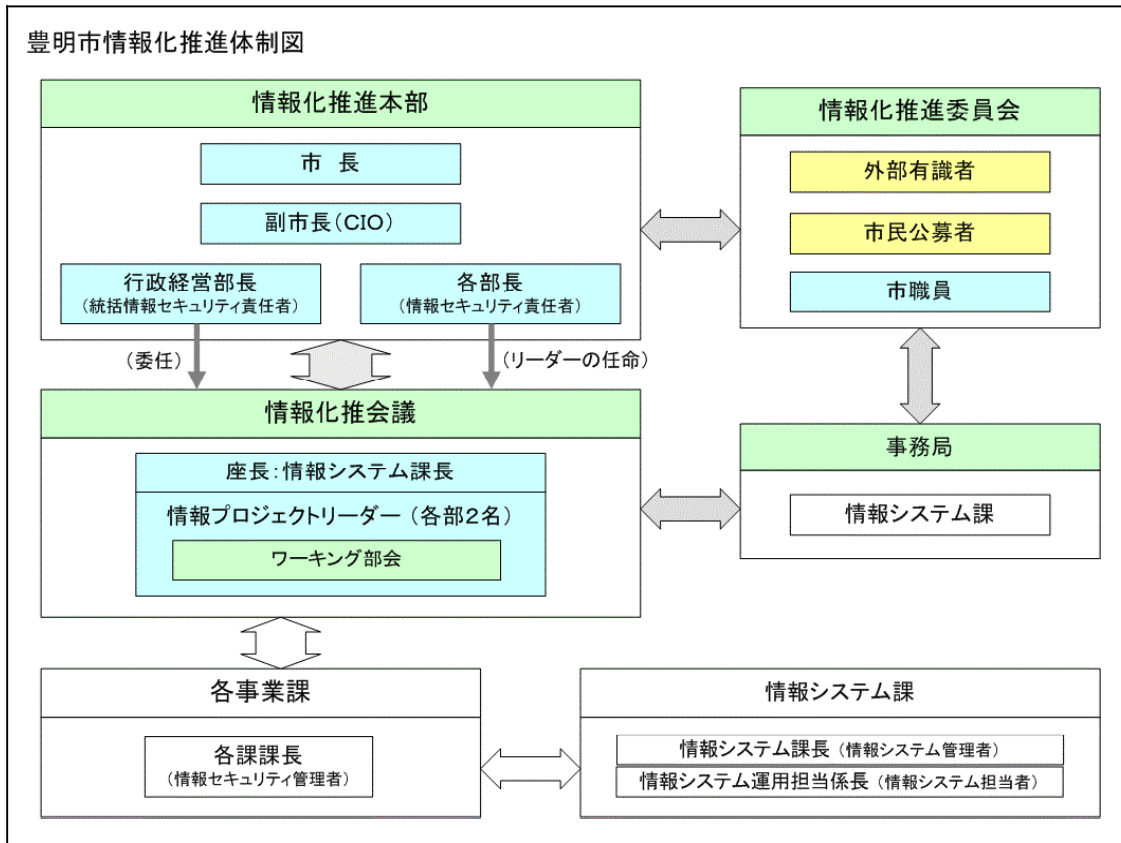 豊明市情報化推進体制図
情報化推進本部
市 長
副市長(CIO)
行政経営部長
(統括情報セキュリティ責任者)
各部長
(情報セキュリティ責任者)
情報化推進委員会
外部有識者
市民公募者
市職員
(委任)
(リーダーの任命)
情報化推会議
座長:情報システム課長
情報プロジェクトリーダー (各部2名)
ワーキング部会
事務局
情報システム課
各事業課
各課課長
(情報セキュリティ管理者)
情報システム課
情報システム課長 (情報システム管理者)
情報システム運用担当係長 (情報システム担当者)